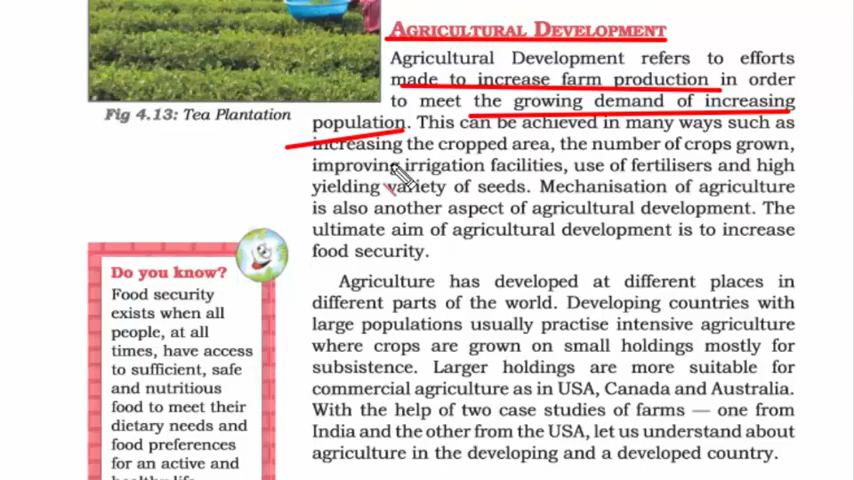 AGRICULTURAL DEVELOPMENT
Agricultural Development refers to efforts
made to increase farm production in order
to meet the growing demand of increasing
population. This can be achieved in many ways such as
increasing the cropped area, the number of crops grown,
improving irrigation facilities, use of fertilisers and high
yielding variety of seeds. Mechanisation of agriculture
is also another aspect of agricultural development. The
ultimate aim of agricultural development is to increase
food security.
Agriculture has developed at different places in
different parts of the world. Developing countries with
large populations usually practise intensive agriculture
where crops are grown on small holdings mostly for
subsistence. Larger holdings are more suitable for
commercial agriculture as in USA, Canada and Australia.
With the help of two case studies of farms — one from
India and the other from the USA, let us understand about
agriculture in the developing and a developed country.
Fig 4.13: Tea Plantation
Do you know?
Food security
exists when all
people, at all
times, have access
to sufficient, safe
and nutritious
food to meet their
dietary needs and
food preferences
for an active and
healthy life.